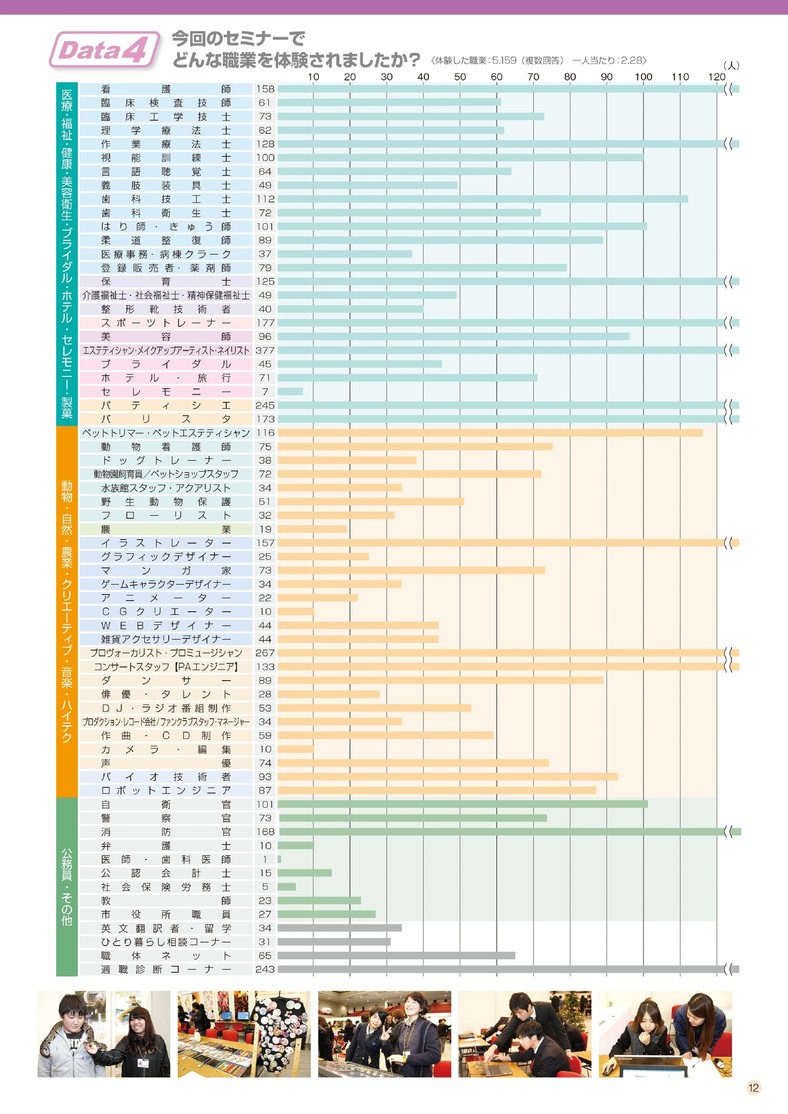 Data4
今回のセミナーで
どんな職業を体験されましたか？〈体験した職業：5,159（複数回答） 一人当たり：2.28〉
（人）
10 20 30 40 50 60 70 80 90 100 110 120
医療・福祉・健康・美容衛生・ブライダル・ホテル・セレモニー・製菓
看護師 158
臨床検査技師 61
臨床工学技士 73
理学療法士 62
作業療法士 128
視能訓練士 100
言語聴覚士 64
義肢装具士 49
歯科技工士 112
歯科衛生士 72
はり師・きゅう師 101
柔道整復師 89
医療事務・病棟クラーク 37
登録販売者・薬剤師 79
保育士 125
介護福祉士・社会福祉士・精神保健福祉士 49
整形靴技術者 40
スポーツトレーナー 177
美容師 96
エステティシャン・メイクアップアーティスト・ネイリスト 377
ブライダル 45
ホテル・旅行 71
セレモニー 7
パティシエ 245
バリスタ 173
動物・自然・農業・クリエーティブ・音楽・ハイテク
ペットトリマー・ペットエステティシャン 116
動物看護師 75
ドッグトレーナー 38
動物園飼育員／ペットショップスタッフ 72
水族館スタッフ・アクアリスト 34
野生動物保護 51
フローリスト 32
農業 19
イラストレーター 157
グラフィックデザイナー 25
マンガ家 73
ゲームキャラクターデザイナー 34
アニメーター 22
CGクリエーター 10
WEBデザイナー 44
雑貨アクセサリーデザイナー 44
プロヴォーカリスト・プロミュージシャン 267
コンサートスタッフ【PAエンジニア】 133
ダンサー 89
俳優・タレント 28
DJ・ラジオ番組制作 53
プロダクション・レコード会社/ファンクラブスタッフ・マネージャー 34
作曲・CD制作 59
カメラ・編集 10
声優 74
バイオ技術者 93
ロボットエンジニア 87
公務員・その他
自衛官 101
警察官 73
消防官 168
弁護士 10
医師・歯科医師 1
公認会計士 15
社会保険労務士 5
教師 23
市役所職員 27
英文翻訳者・留学 34
ひとり暮らし相談コーナー 31
職体ネット 65
適職診断コーナー 243
12